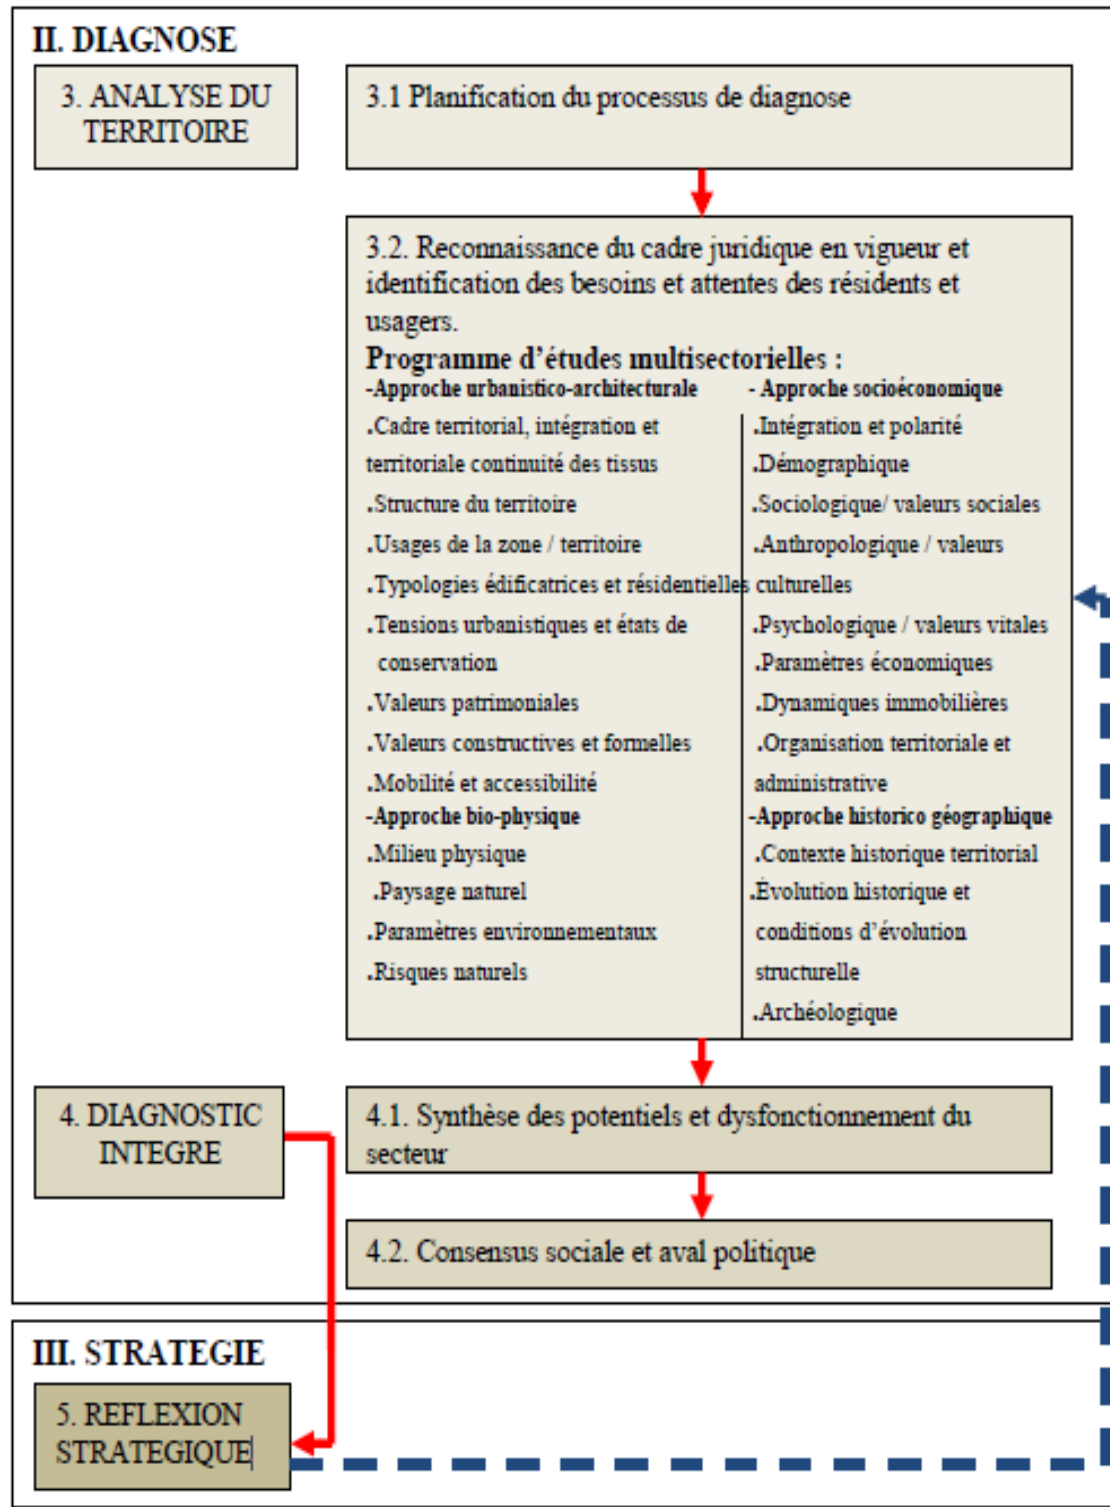 II. DIAGNOSE
3. ANALYSE DU
TERRITOIRE
3.1 Planification du processus de diagnose
3.2. Reconnaissance du cadre juridique en vigueur et
identification des besoins et attentes des résidents et
usagers.
Programme d’études multisectorielles :
-Approche urbanistico-architecturale
.Cadre territorial, intégration et
territoriale continuité des tissus
.Structure du territoire
.Usages de la zone / territoire
.Typologies édificatrices et résidentielles
.Tensions urbanistiques et états de
conservation
.Valeurs patrimoniales
.Valeurs constructives et formelles
.Mobilité et accessibilité
-Approche bio-physique
.Milieu physique
.Paysage naturel
.Paramètres environnementaux
.Risques naturels
- Approche socioéconomique
.Intégration et polarité
.Démographique
.Sociologique/ valeurs sociales
.Anthropologique / valeurs
culturelles
.Psychologique / valeurs vitales
.Paramètres économiques
.Dynamiques immobilières
.Organisation territoriale et
administrative
-Approche historico géographique
.Contexte historique territorial
.Évolution historique et
conditions d’évolution
structurelle
.Archéologique
4. DIAGNOSTIC
INTEGRE
4.1. Synthèse des potentiels et dysfonctionnement du
secteur
4.2. Consensus sociale et aval politique
III. STRATEGIE
5. REFLEXION
STRATEGIQUE